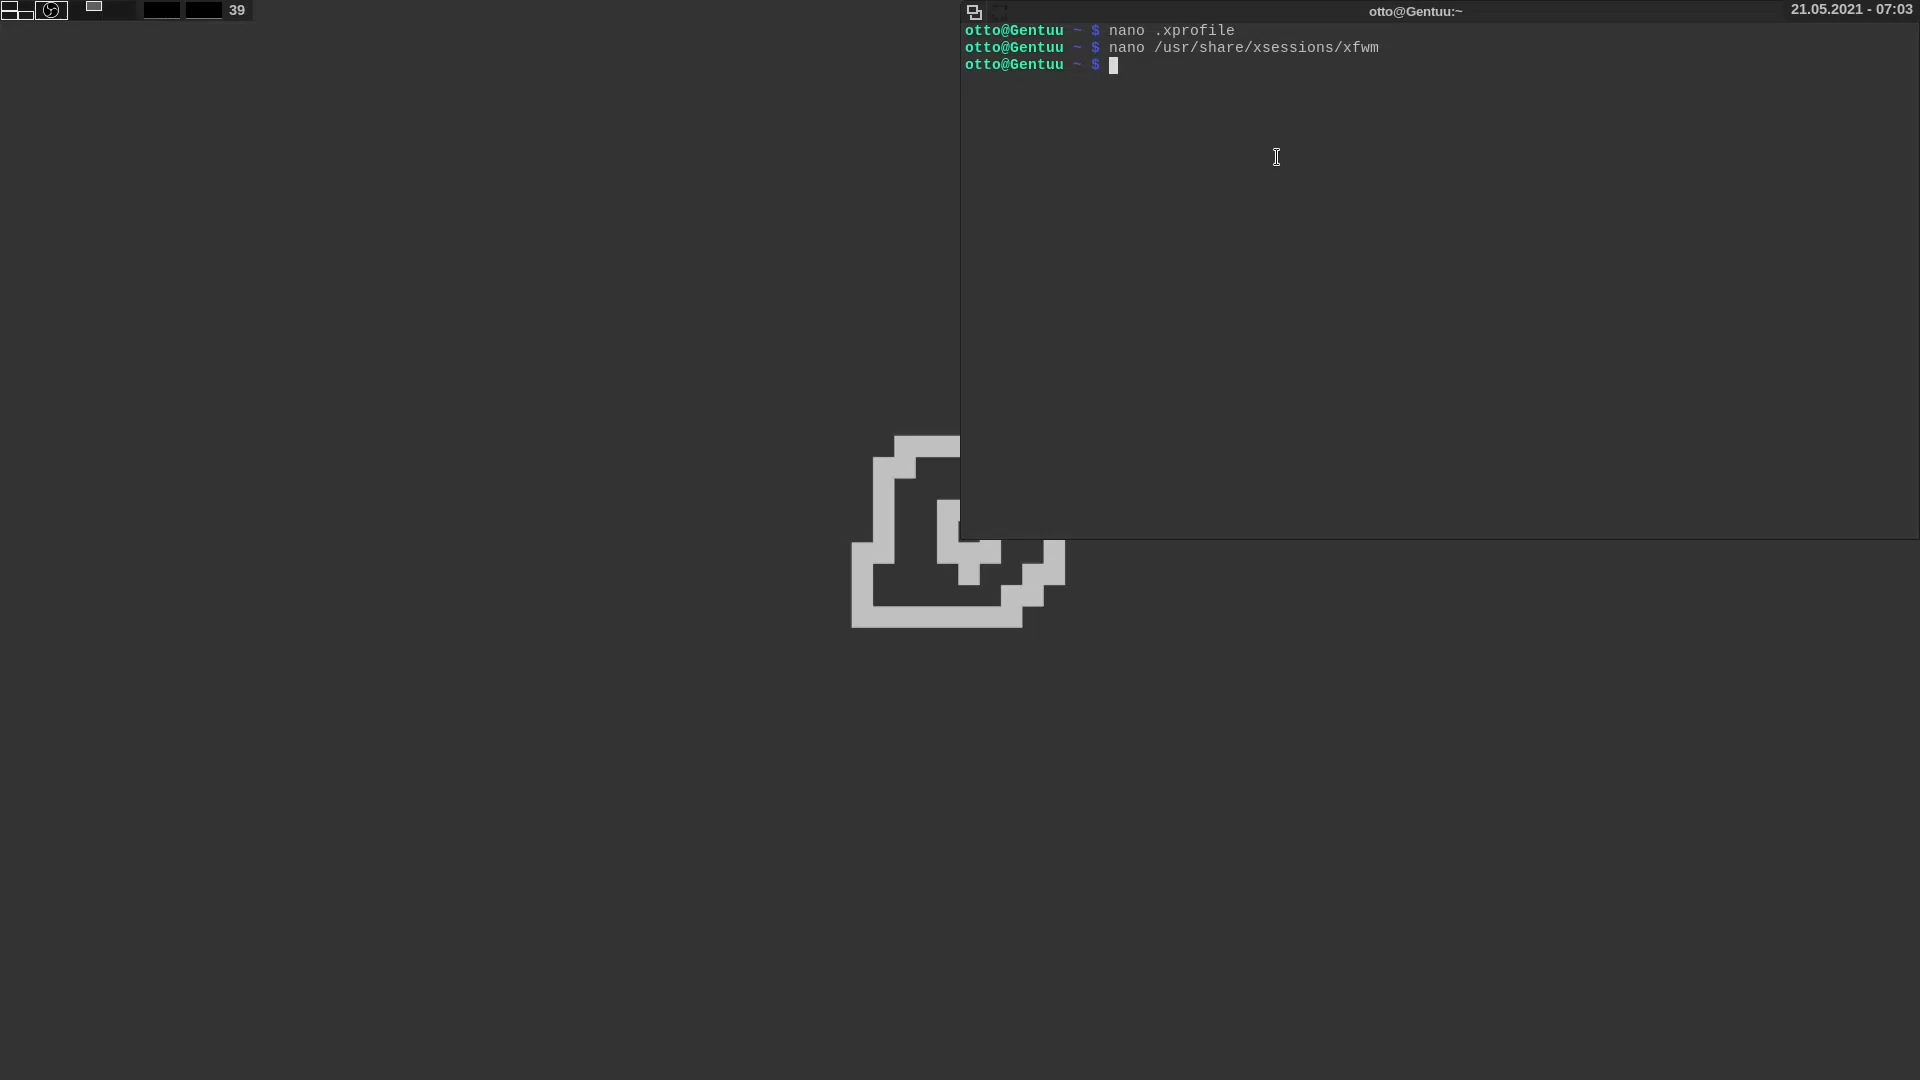 39
otto@Gentuu:~
21.05.2021 - 07:03
otto@Gentuu ~ $ nano .xprofile
otto@Gentuu ~ $ nano /usr/share/xsessions/xfwm
otto@Gentuu ~ $